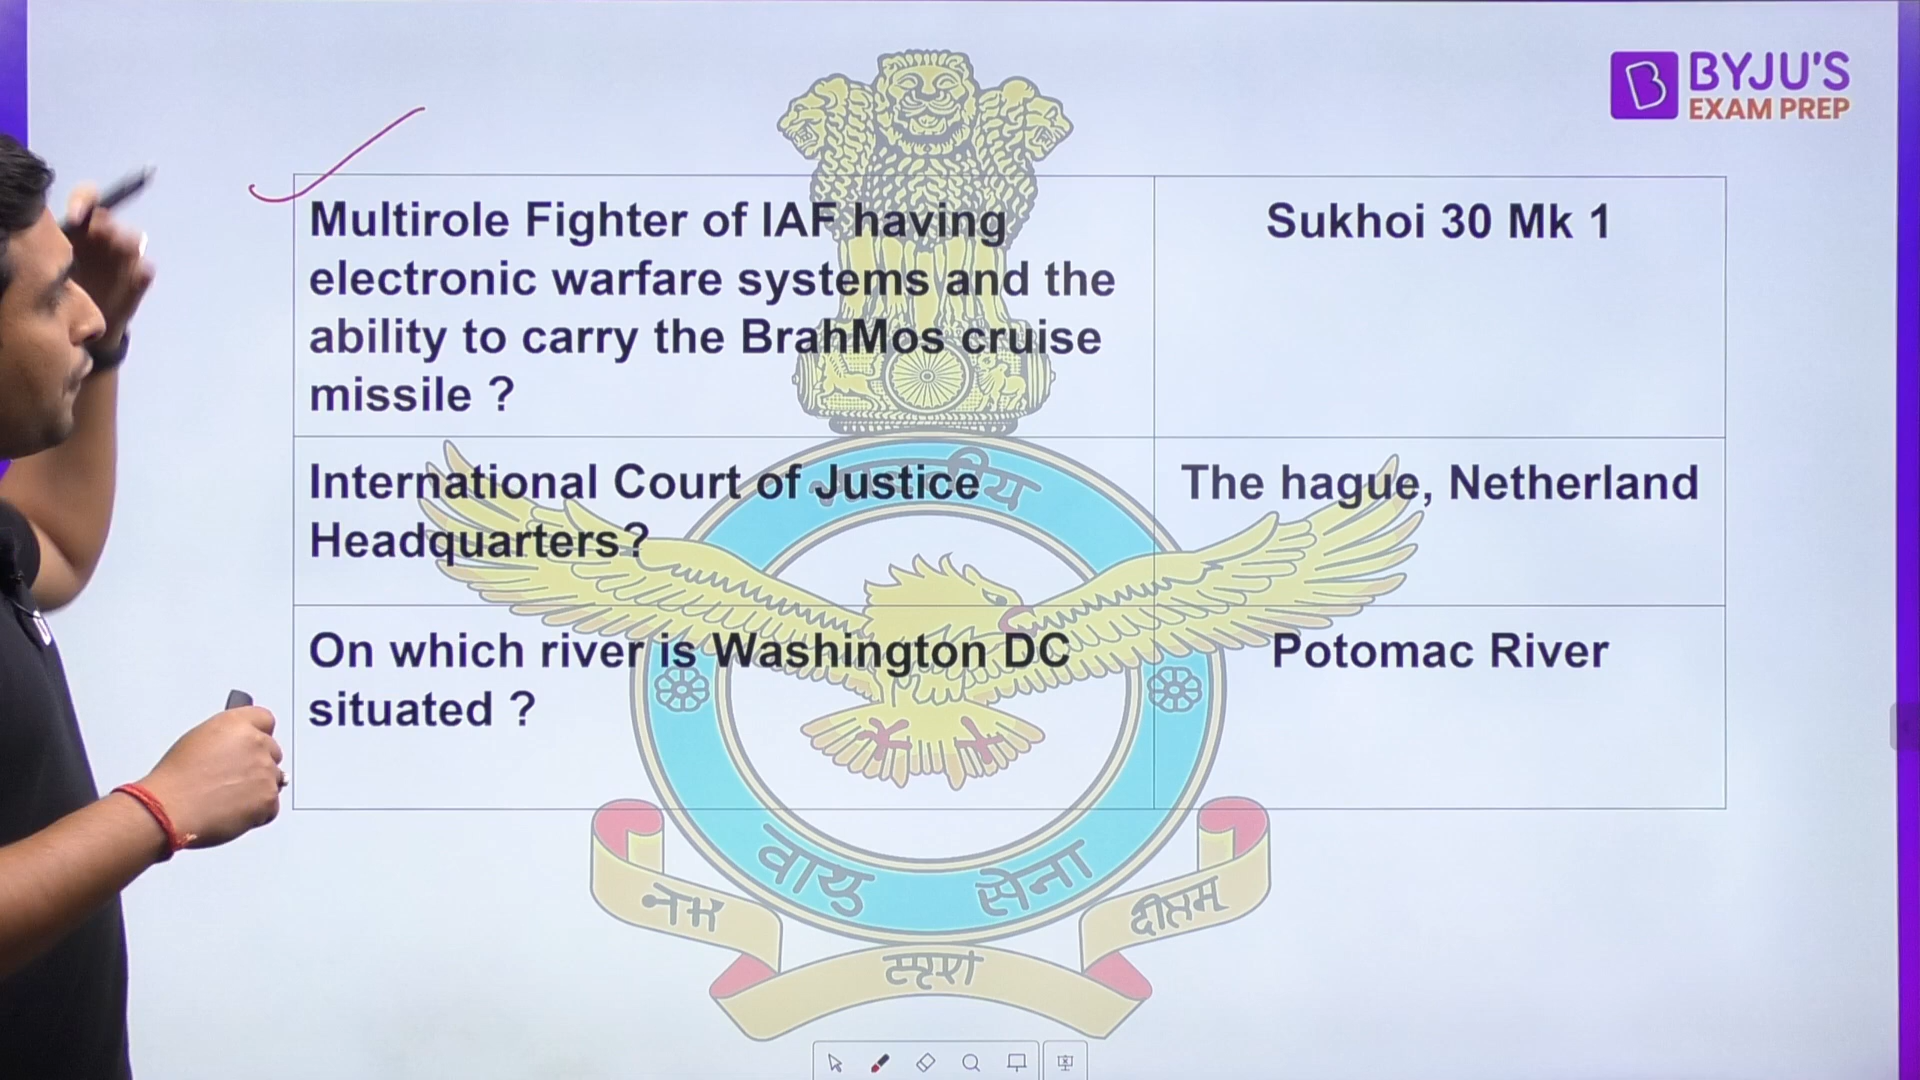 BYJU'S
EXAM PREP
Multirole Fighter of IAF having
electronic warfare systems and the
ability to carry the BrahMos cruise
missile ?
Sukhoi 30 Mk 1
International Court of Justice
Headquarters?
The hague, Netherland
On which river is Washington DC
situated ?
Potomac River
वायु सेना
नभ
स्पृश
दीप्तम्